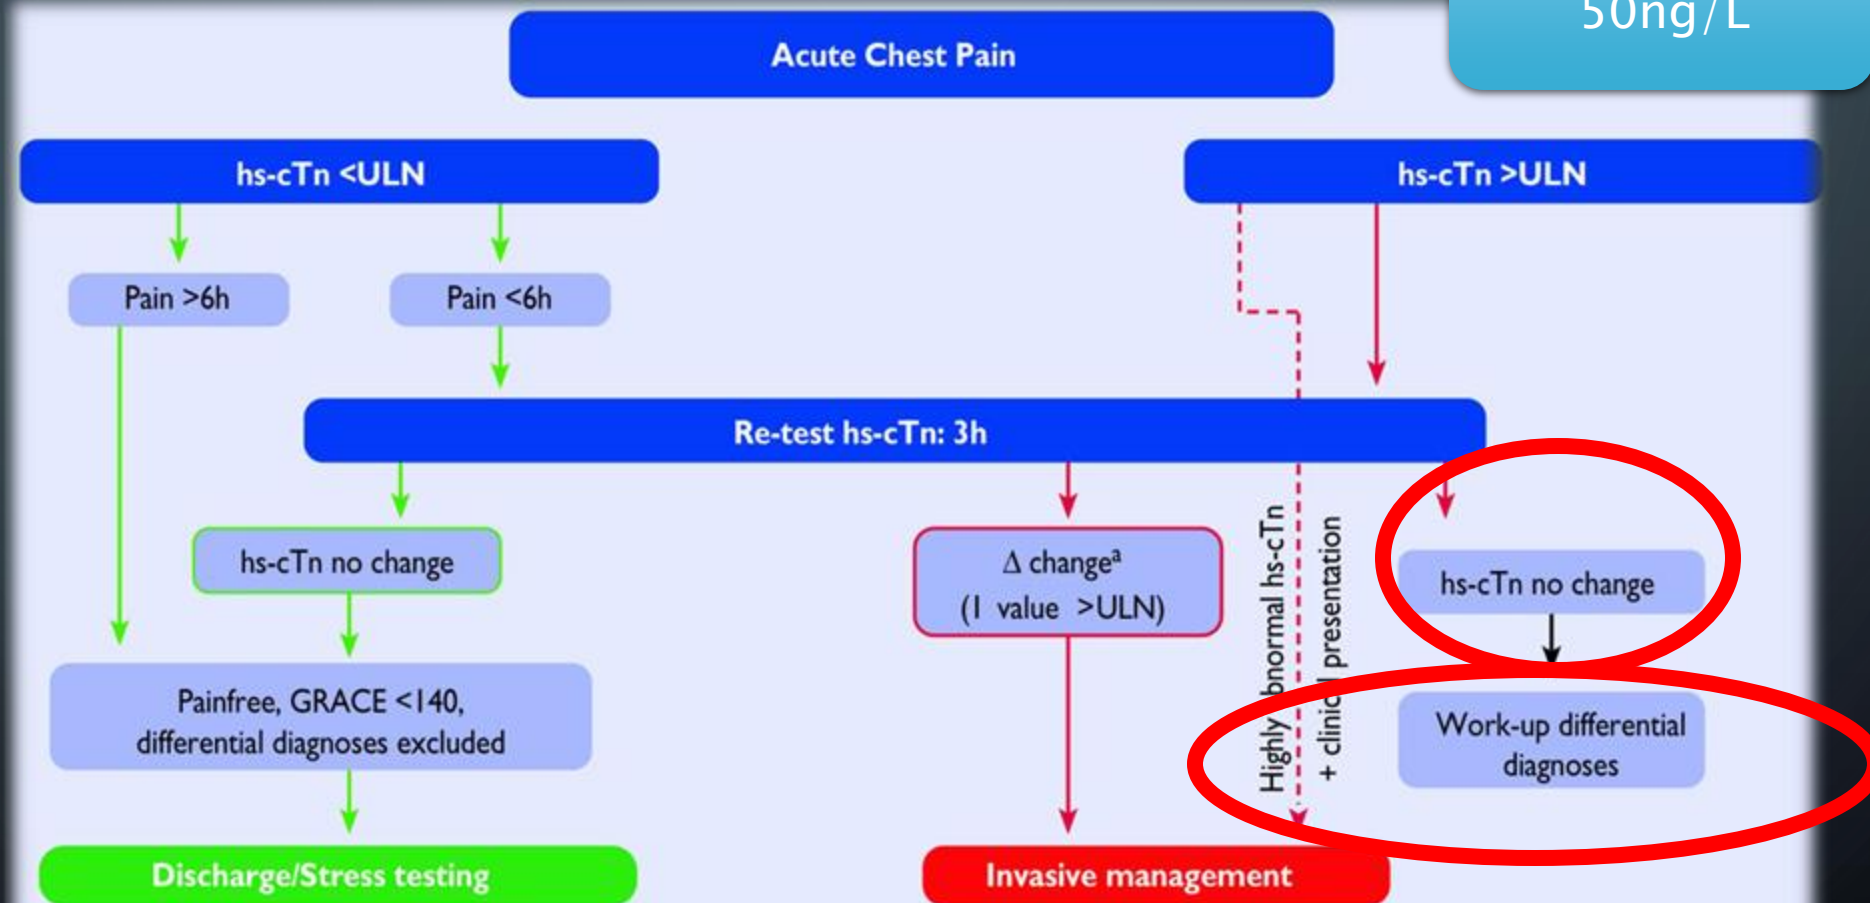 50ng/L
Acute Chest Pain
hs-cTn <ULN
hs-cTn >ULN
Pain >6h
Pain <6h
Re-test hs-cTn: 3h
hs-cTn no change
Δ changeª
(1 value >ULN)
Highly bnormal hs-cTn
+ clinical presentation
hs-cTn no change
Painfree, GRACE <140,
differential diagnoses excluded
Work-up differential
diagnoses
Discharge/Stress testing
Invasive management